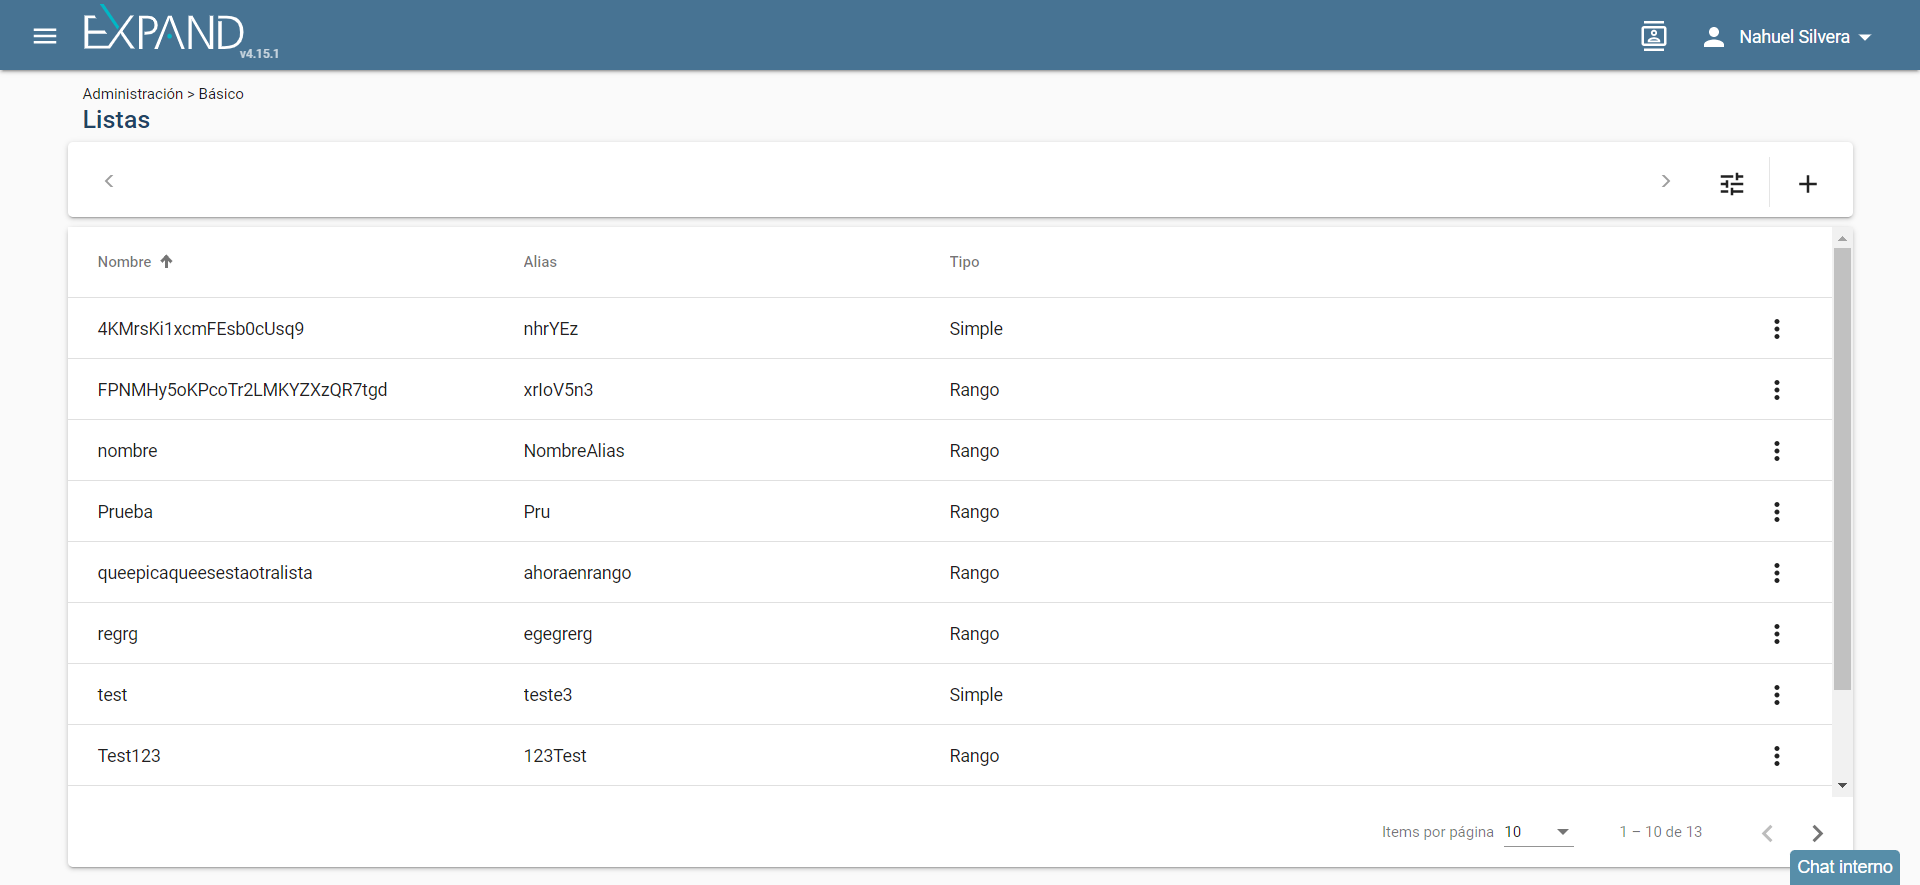 EXPAND
v4.15.1
Nahuel Silvera
Administración > Básico
Listas
Nombre Alias Tipo
4KMrsKi1xcmFEsb0cUsq9 nhrYEz Simple
FPNMHy5oKPcoTr2LMKYZXzQR7tgd xrIoV5n3 Rango
nombre NombreAlias Rango
Prueba Pru Rango
queepicaqueesestaotralista ahoraenrango Rango
regrg egegrerg Rango
test teste3 Simple
Test123 123Test Rango
Items por página 10 1 – 10 de 13
Chat interno